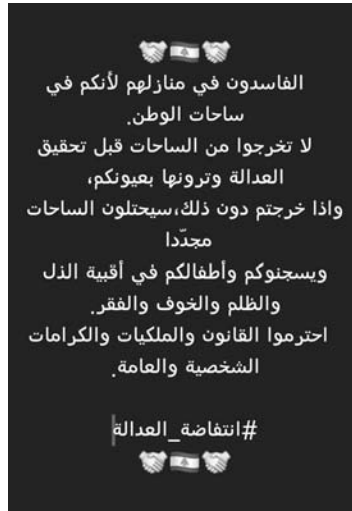 🤝🇱🇧🤝
الفاسدون في منازلهم لأنكم في
ساحات الوطن.
لا تخرجوا من الساحات قبل تحقيق
العدالة وترونها بعيونكم،
واذا خرجتم دون ذلك،سيحتلون الساحات
مجدّدا
ويسجنوكم وأطفالكم في أقبية الذل
والظلم والخوف والفقر.
احترموا القانون والملكيات والكرامات
الشخصية والعامة.
#انتفاضة_العدالة
🤝🇱🇧🤝